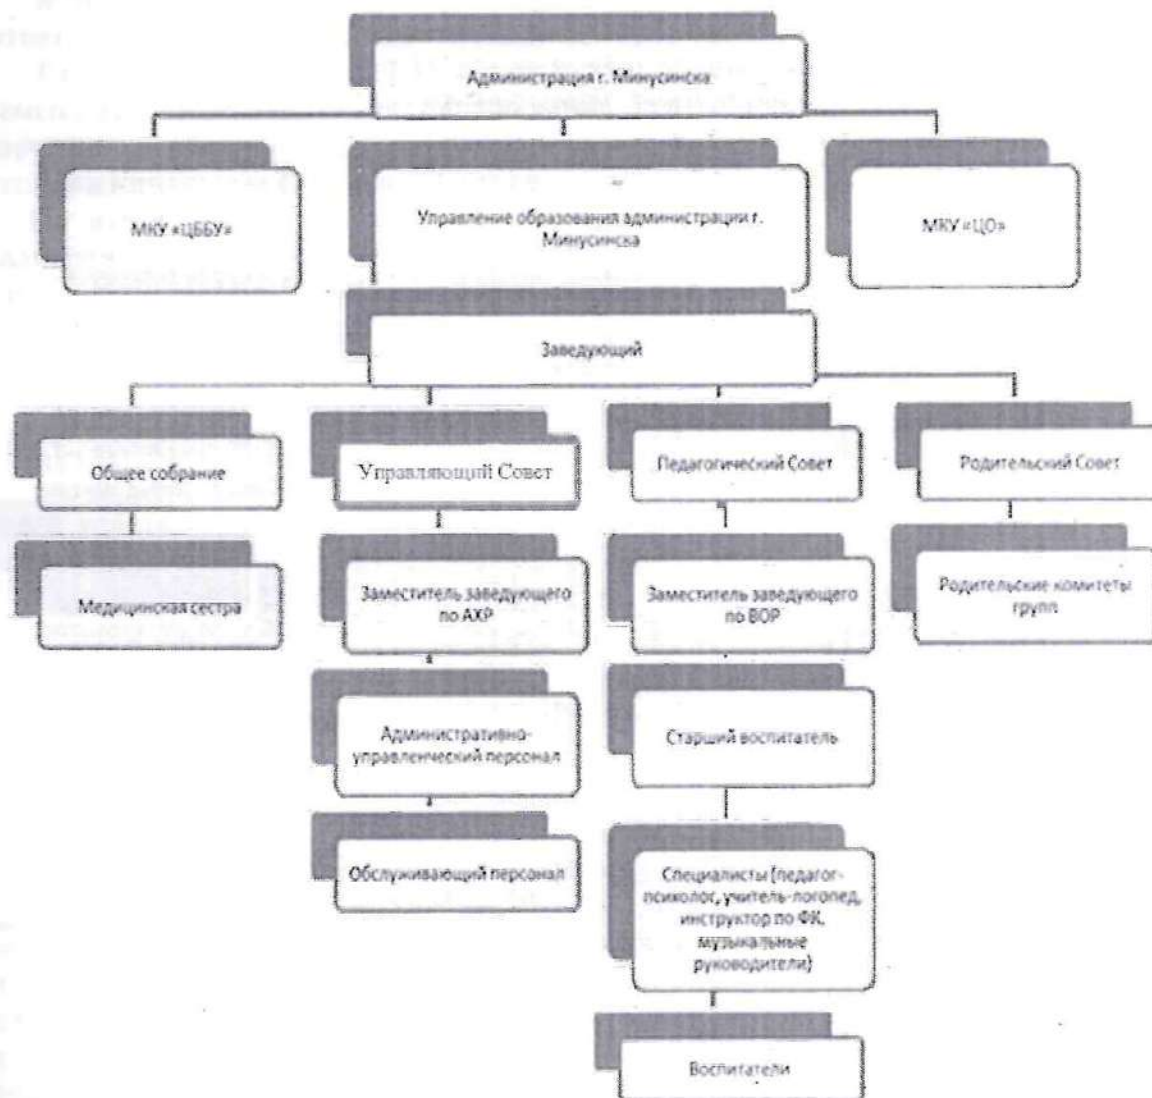 Администрация г. Минусинска
МКУ «ЦББУ»
Управление образования администрации г.
Минусинска
МКУ «ЦО»
Заведующий
Общее собрание
Управляющий Совет
Педагогический Совет
Родительский Совет
Медицинская сестра
Заместитель заведующего
по АХР
Заместитель заведующего
по ВОР
Родительские комитеты
групп
Административно-
управленческий персонал
Старший воспитатель
Обслуживающий персонал
Специалисты (педагог-
психолог, учитель-логопед,
инструктор по ФК,
музыкальные
руководители)
Воспитатели